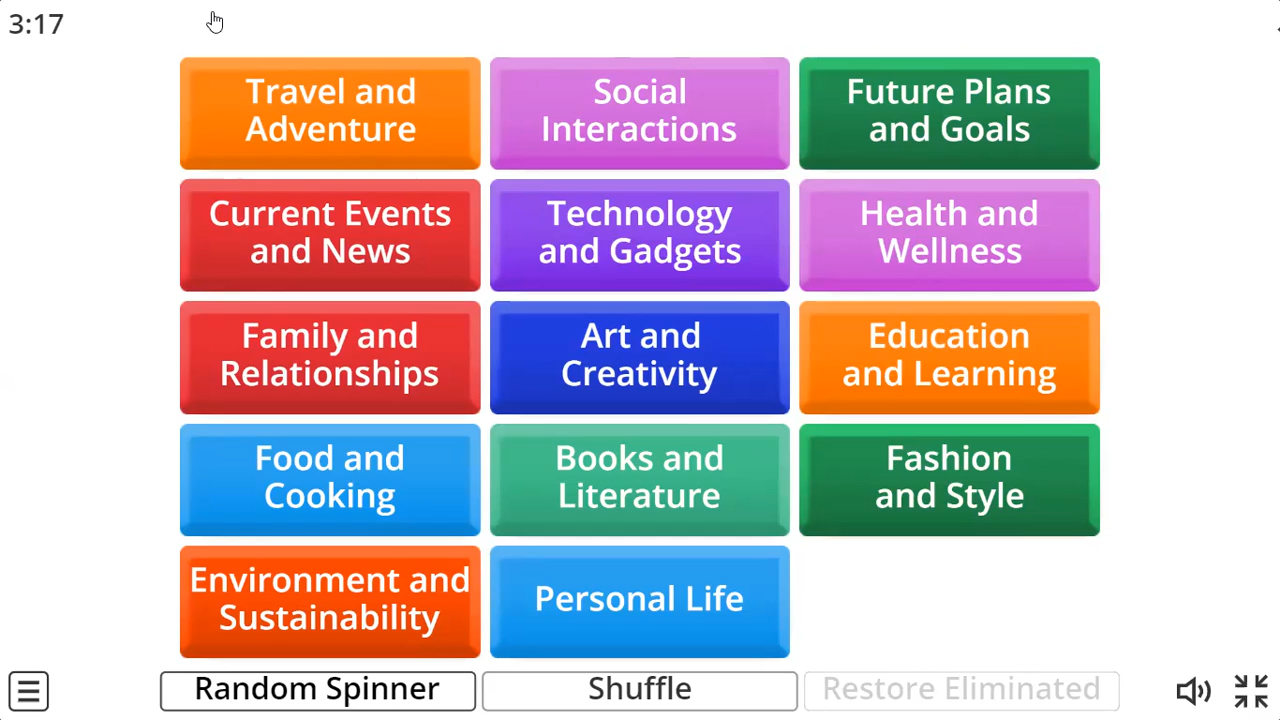 3:17
Travel and
Adventure
Social
Interactions
Future Plans
and Goals
Current Events
and News
Technology
and Gadgets
Health and
Wellness
Family and
Relationships
Art and
Creativity
Education
and Learning
Food and
Cooking
Books and
Literature
Fashion
and Style
Environment and
Sustainability
Personal Life
Random Spinner
Shuffle
Restore Eliminated